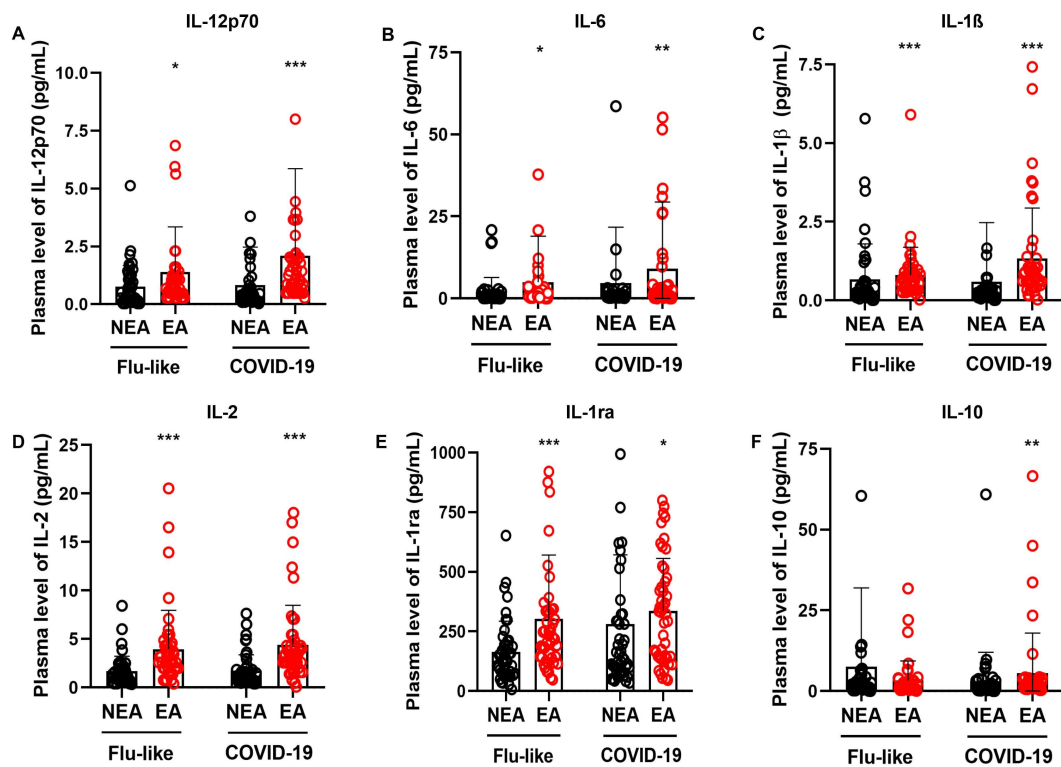 A
IL-12p70
Plasma level of IL-12p70 (pg/mL)
* ***
10.0
7.5
5.0
2.5
0.0
NEA EA NEA EA
Flu-like COVID-19
B
IL-6
Plasma level of IL-6 (pg/mL)
* **
75
50
25
0
NEA EA NEA EA
Flu-like COVID-19
C
IL-1ß
Plasma level of IL-1β (pg/mL)
*** ***
7.5
5.0
2.5
0.0
NEA EA NEA EA
Flu-like COVID-19
D
IL-2
Plasma level of IL-2 (pg/mL)
*** ***
25
20
15
10
5
0
NEA EA NEA EA
Flu-like COVID-19
E
IL-1ra
Plasma level of IL-1ra (pg/mL)
*** *
1000
750
500
250
0
NEA EA NEA EA
Flu-like COVID-19
F
IL-10
Plasma level of IL-10 (pg/mL)
**
75
50
25
0
NEA EA NEA EA
Flu-like COVID-19